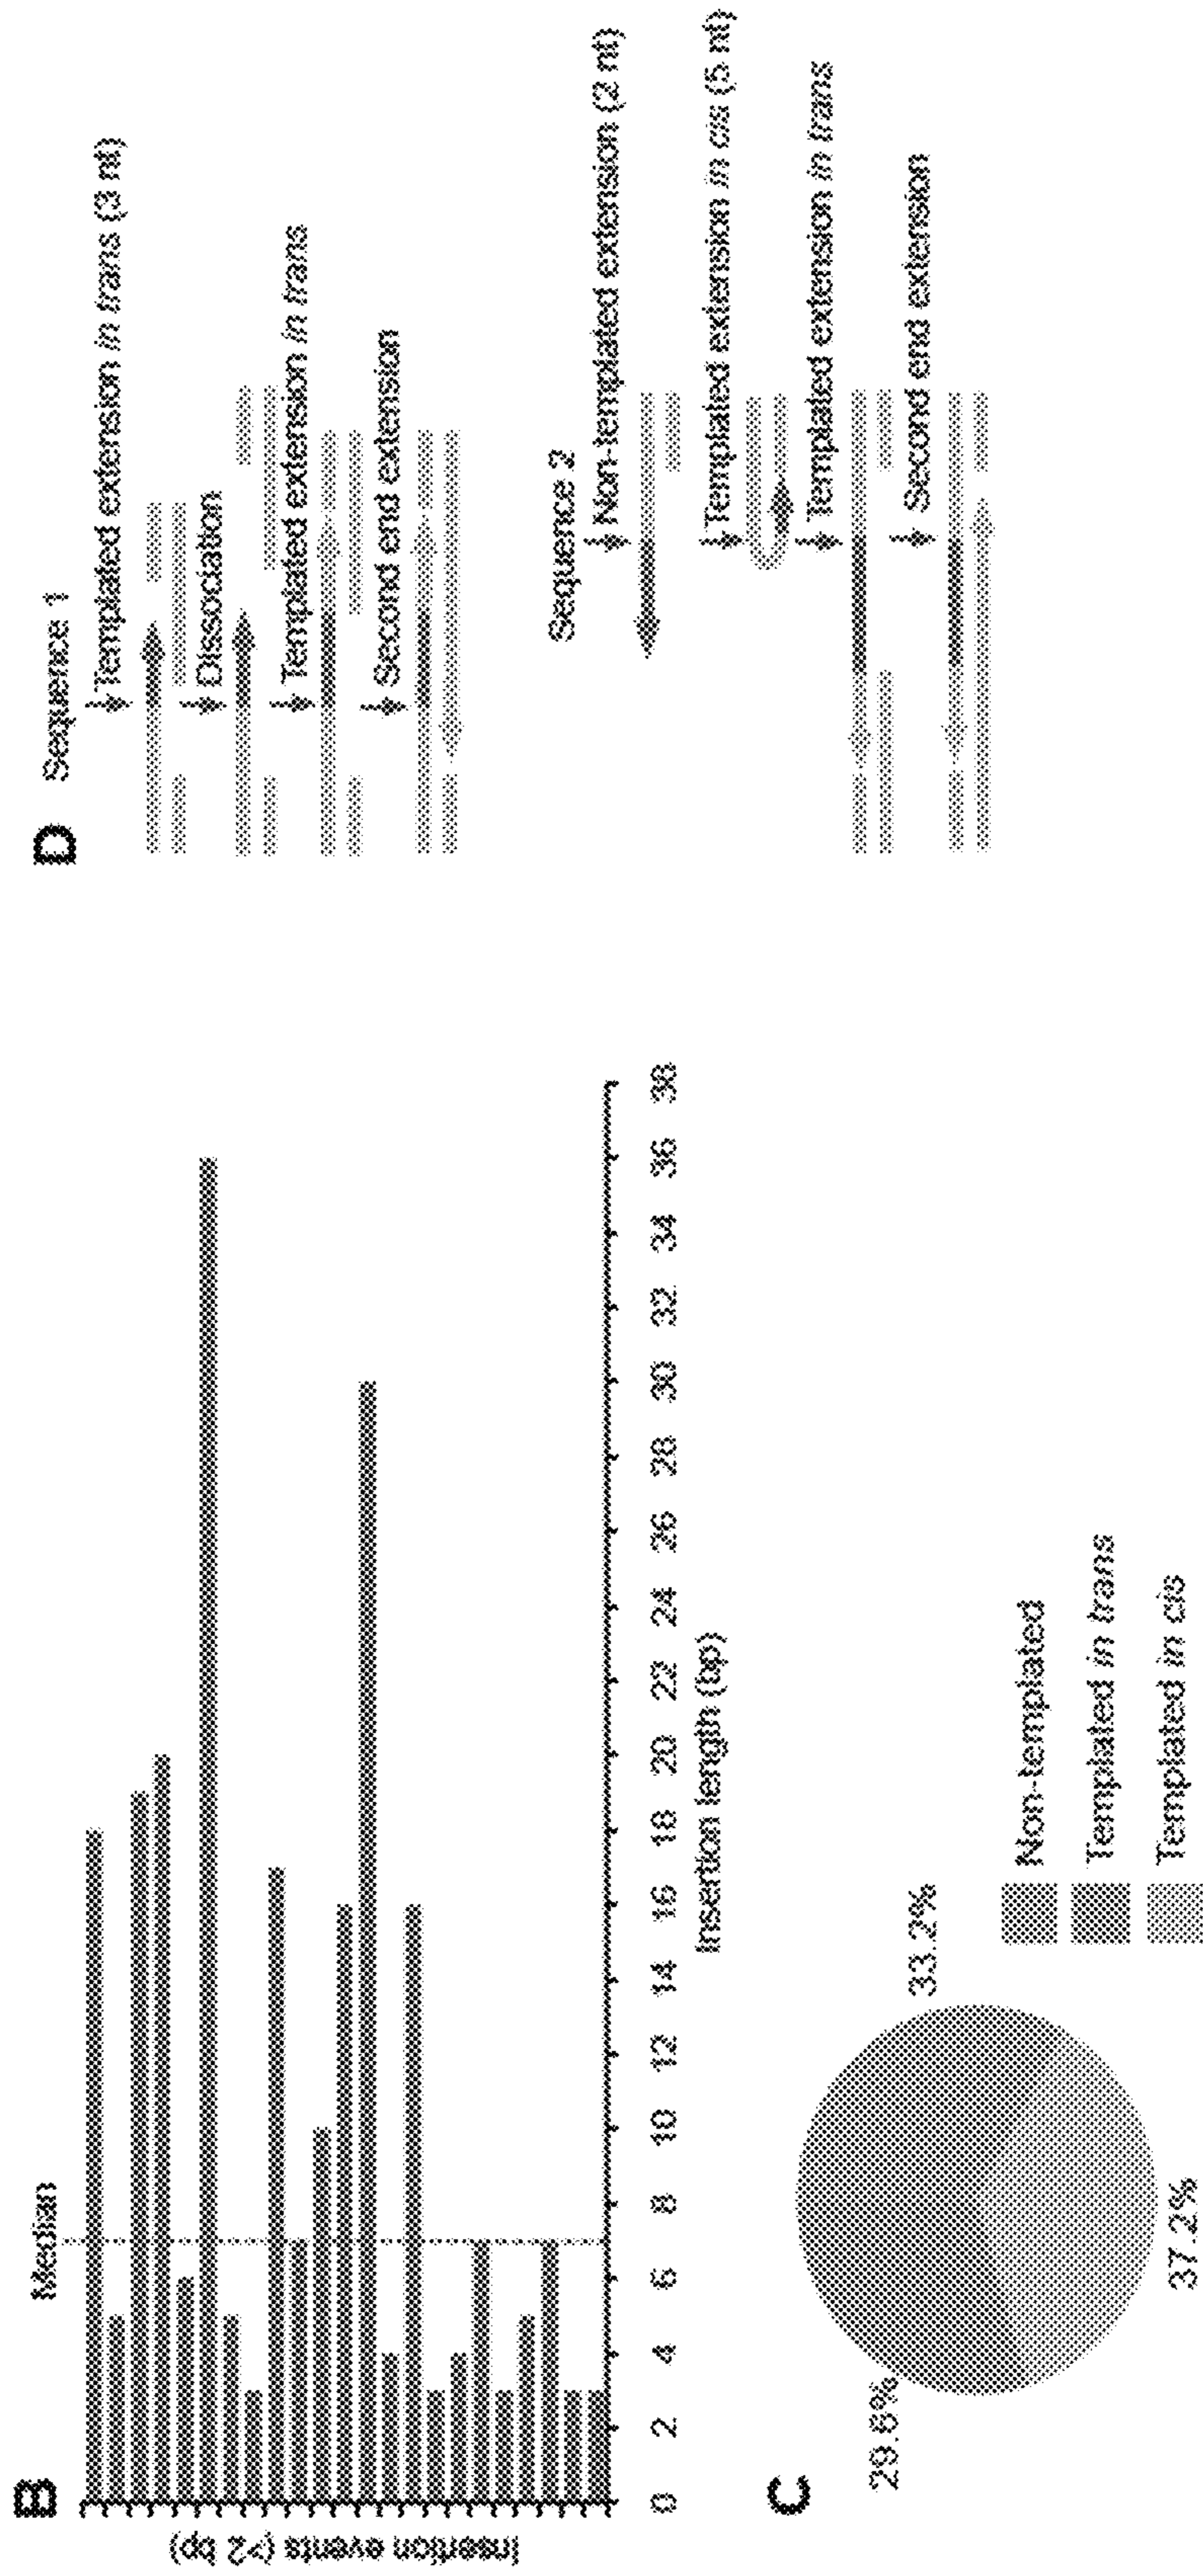 B
Median
Insertion events (>2 bp)
0 2 4 6 8 10 12 14 16 18 20 22 24 26 28 30 32 34 36 38
Insertion length (bp)
C
29.6%
33.2%
37.2%
Non-templated
Templated in trans
Templated in cis
D
Sequence 1
Templated extension in trans (3 nt)
Dissociation
Templated extension in trans
Second end extension
Sequence 2
Non-templated extension (2 nt)
Templated extension in cis (5 nt)
Templated extension in trans
Second end extension